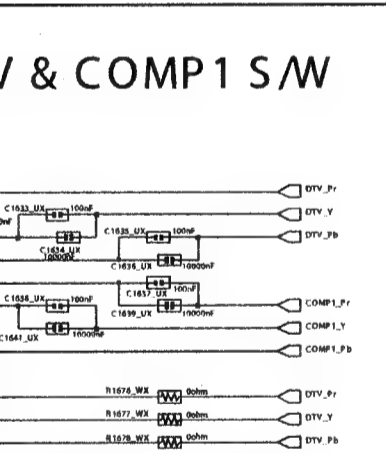 V & COMP1 S/W
DTV_Pr
C1633_UX 100nF DTV_Y
C1634_UX
10000nF
C1635_UX 100nF DTV_Pb
C1636_UX 10000nF
C1637_UX 100nF
C1638_UX 100nF
C1639_UX 10000nF COMP1_Pr
C1641_UX 10000nF COMP1_Y
COMP1_Pb
R1676_WX 0ohm DTV_Pr
R1677_WX 0ohm DTV_Y
R1678_WX 0ohm DTV_Pb